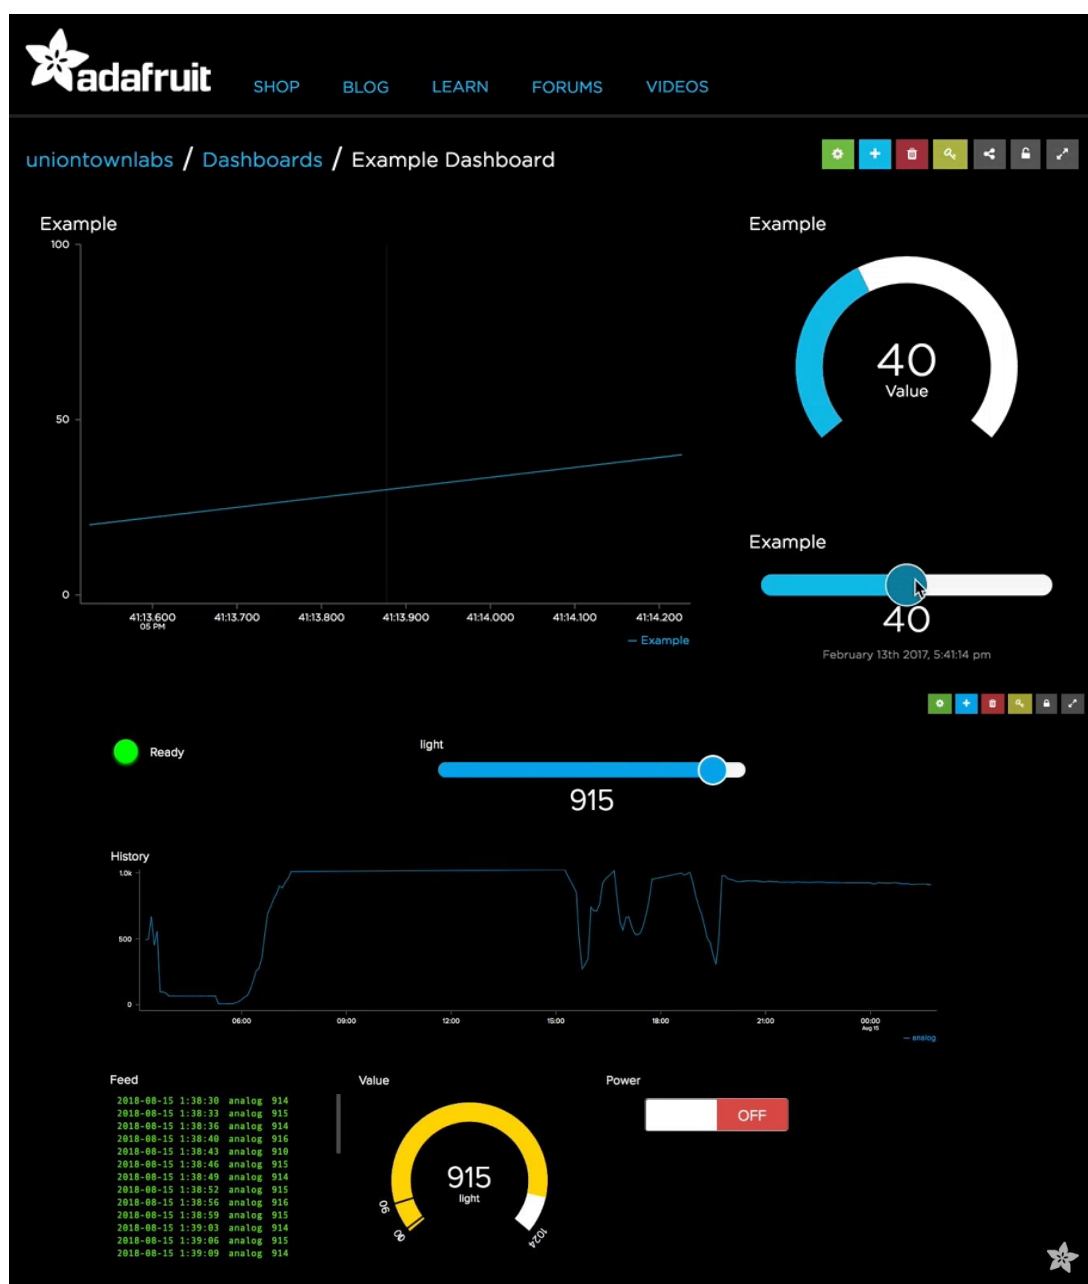 adafruit
SHOP BLOG LEARN FORUMS VIDEOS
uniontownlabs / Dashboards / Example Dashboard
Example
100
50
0
41:13.600 41:13.700 41:13.800 41:13.900 41:14.000 41:14.100 41:14.200
05 PM
Example
Example
40
Value
Example
40
February 13th 2017, 5:41:14 pm
Ready
light
915
History
1.0k
500
0
06:00 09:00 12:00 15:00 18:00 21:00 00:00
Aug 15
analog
Feed
2018-08-15 1:38:30 analog 914
2018-08-15 1:38:33 analog 915
2018-08-15 1:38:36 analog 914
2018-08-15 1:38:40 analog 916
2018-08-15 1:38:43 analog 910
2018-08-15 1:38:46 analog 915
2018-08-15 1:38:49 analog 914
2018-08-15 1:38:52 analog 915
2018-08-15 1:38:56 analog 916
2018-08-15 1:38:59 analog 915
2018-08-15 1:39:03 analog 914
2018-08-15 1:39:06 analog 915
2018-08-15 1:39:09 analog 914
Value
915
light
90
1024
Power
OFF